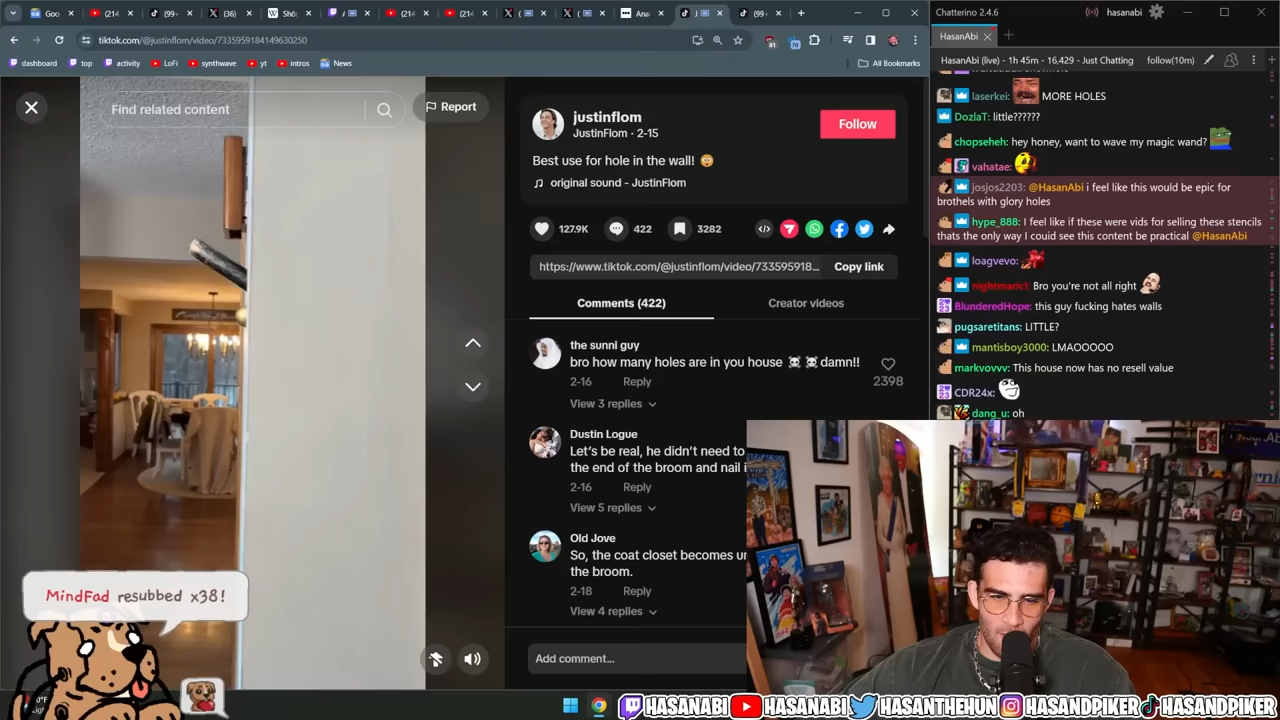 Goo
(214
(99+
(36)
Shō
(214
(214
Ana
J
(99+
tiktok.com/@justinflom/video/7335959184149630250
dashboard
top
activity
LoFi
synthwave
yt
intros
News
All Bookmarks
Find related content
Report
justinflom
JustinFlom · 2-15
Follow
Best use for hole in the wall! 😳
♫ original sound - JustinFlom
127.9K
422
3282
https://www.tiktok.com/@justinflom/video/733595918...
Copy link
Comments (422)
Creator videos
the sunni guy
bro how many holes are in you house ☠️ ☠️ damn!!
2-16 Reply
2398
View 3 replies
Dustin Logue
Let's be real, he didn't need to
the end of the broom and nail i
2-16 Reply
View 5 replies
Old Jove
So, the coat closet becomes u
the broom.
2-18 Reply
View 4 replies
Add comment...
MindFad resubbed x38!
Chatterino 2.4.6
hasanabi
HasanAbi
HasanAbi (live) - 1h 45m - 16,429 - Just Chatting
follow(10m)
laserkei: MORE HOLES
DozlaT: little??????
chopseheh: hey honey, want to wave my magic wand?
vahatae:
josjos2203: @HasanAbi i feel like this would be epic for
brothels with glory holes
hype_888: I feel like if these were vids for selling these stencils
thats the only way I could see this content be practical @HasanAbi
loagvevo:
nightmaric1: Bro you're not all right
BlunderedHope: this guy fucking hates walls
pugsaretitans: LITTLE?
mantisboy3000: LMAOOOOO
markvovvv: This house now has no resell value
CDR24x:
dang_u: oh
HASANABI
HASANABI
HASANTHEHUN
HASANDPIKER
HASANDPIKER